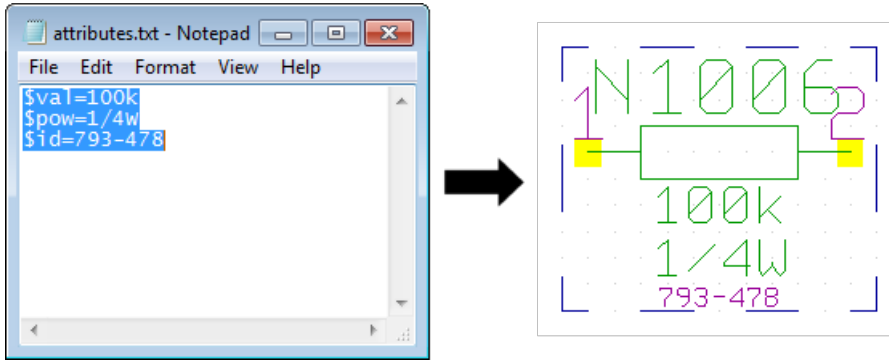 attributes.txt - Notepad
File Edit Format View Help
$val=100k
$pow=1/4W
$id=793-478
N1006
1 2
100k
1/4W
793-478